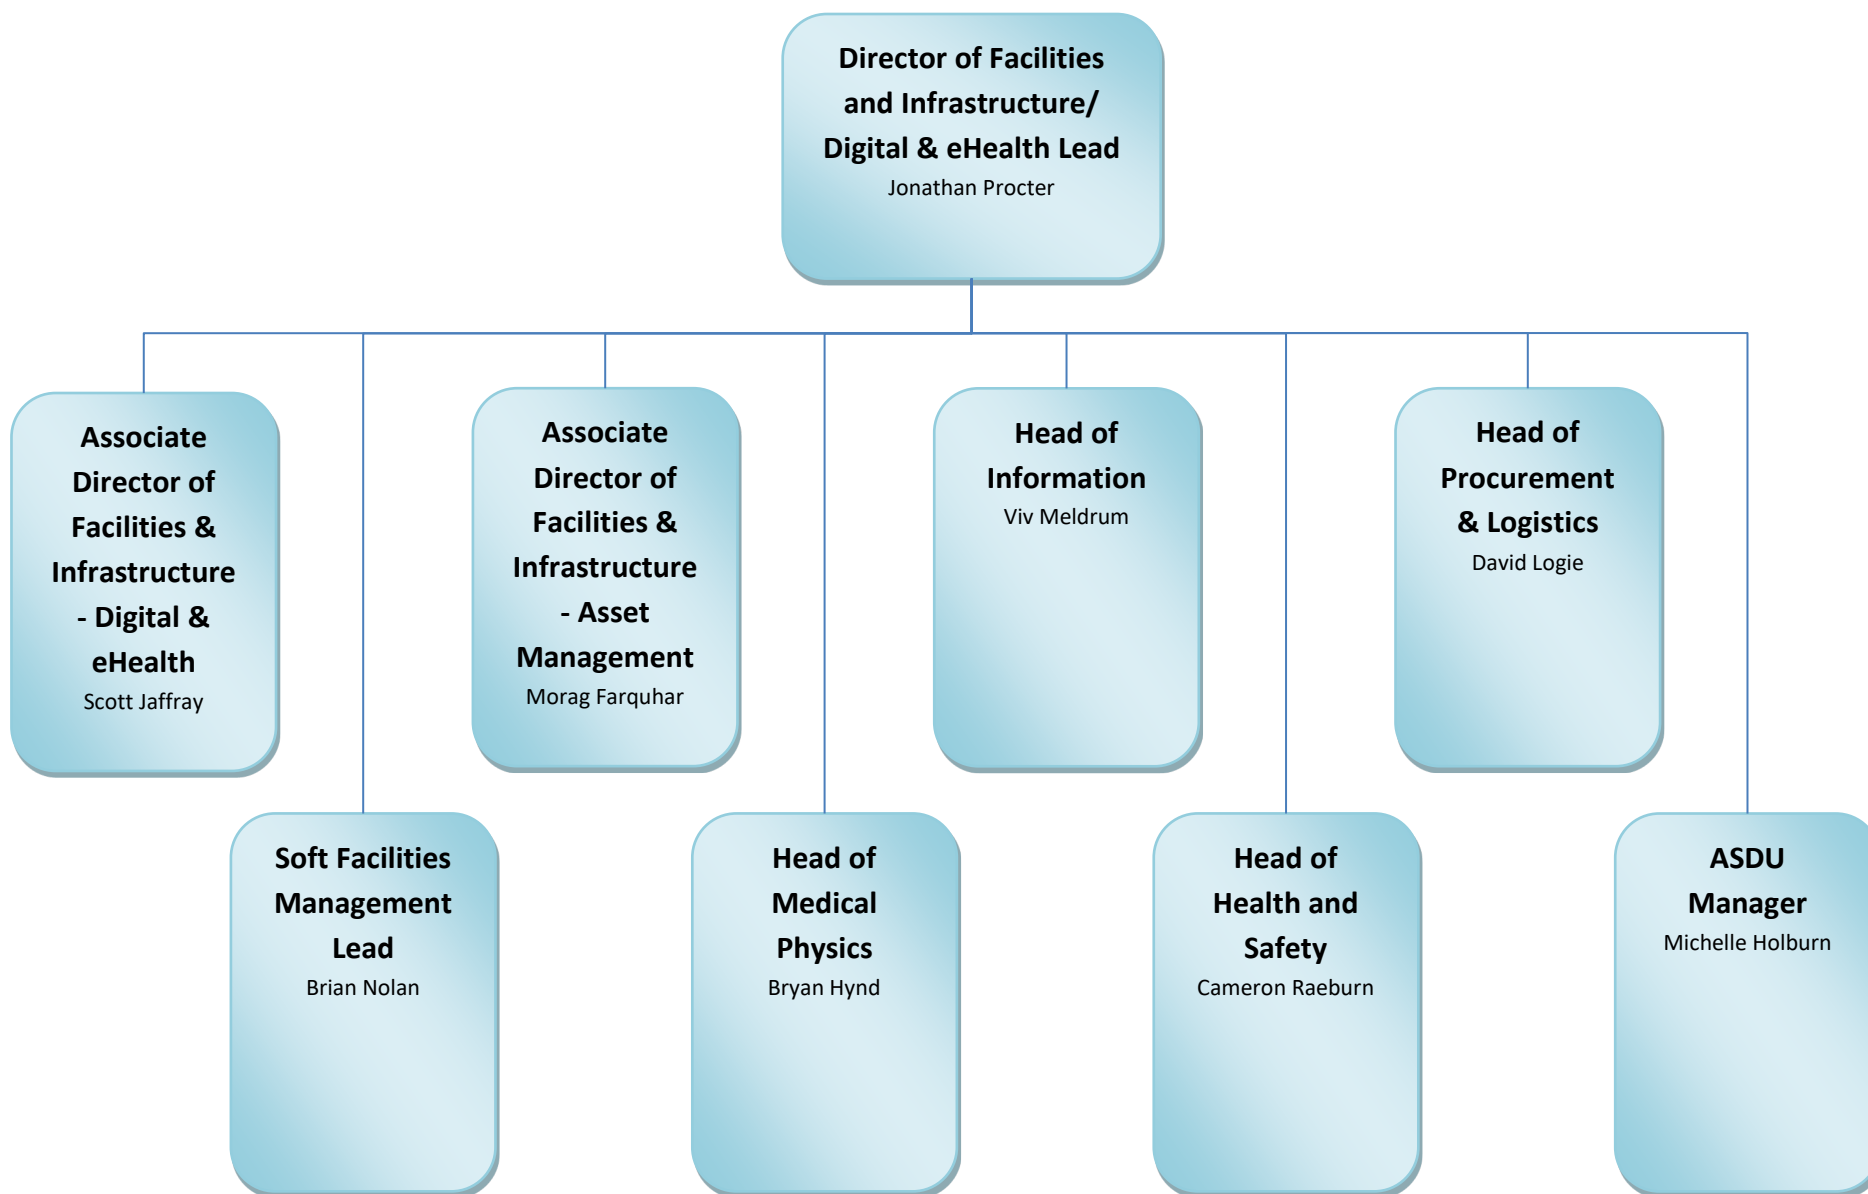 Director of Facilities
and Infrastructure/
Digital & eHealth Lead
Jonathan Procter
Associate
Director of
Facilities &
Infrastructure
- Digital &
eHealth
Scott Jaffray
Associate
Director of
Facilities &
Infrastructure
- Asset
Management
Morag Farquhar
Head of
Information
Viv Meldrum
Head of
Procurement
& Logistics
David Logie
Soft Facilities
Management
Lead
Brian Nolan
Head of
Medical
Physics
Bryan Hynd
Head of
Health and
Safety
Cameron Raeburn
ASDU
Manager
Michelle Holburn